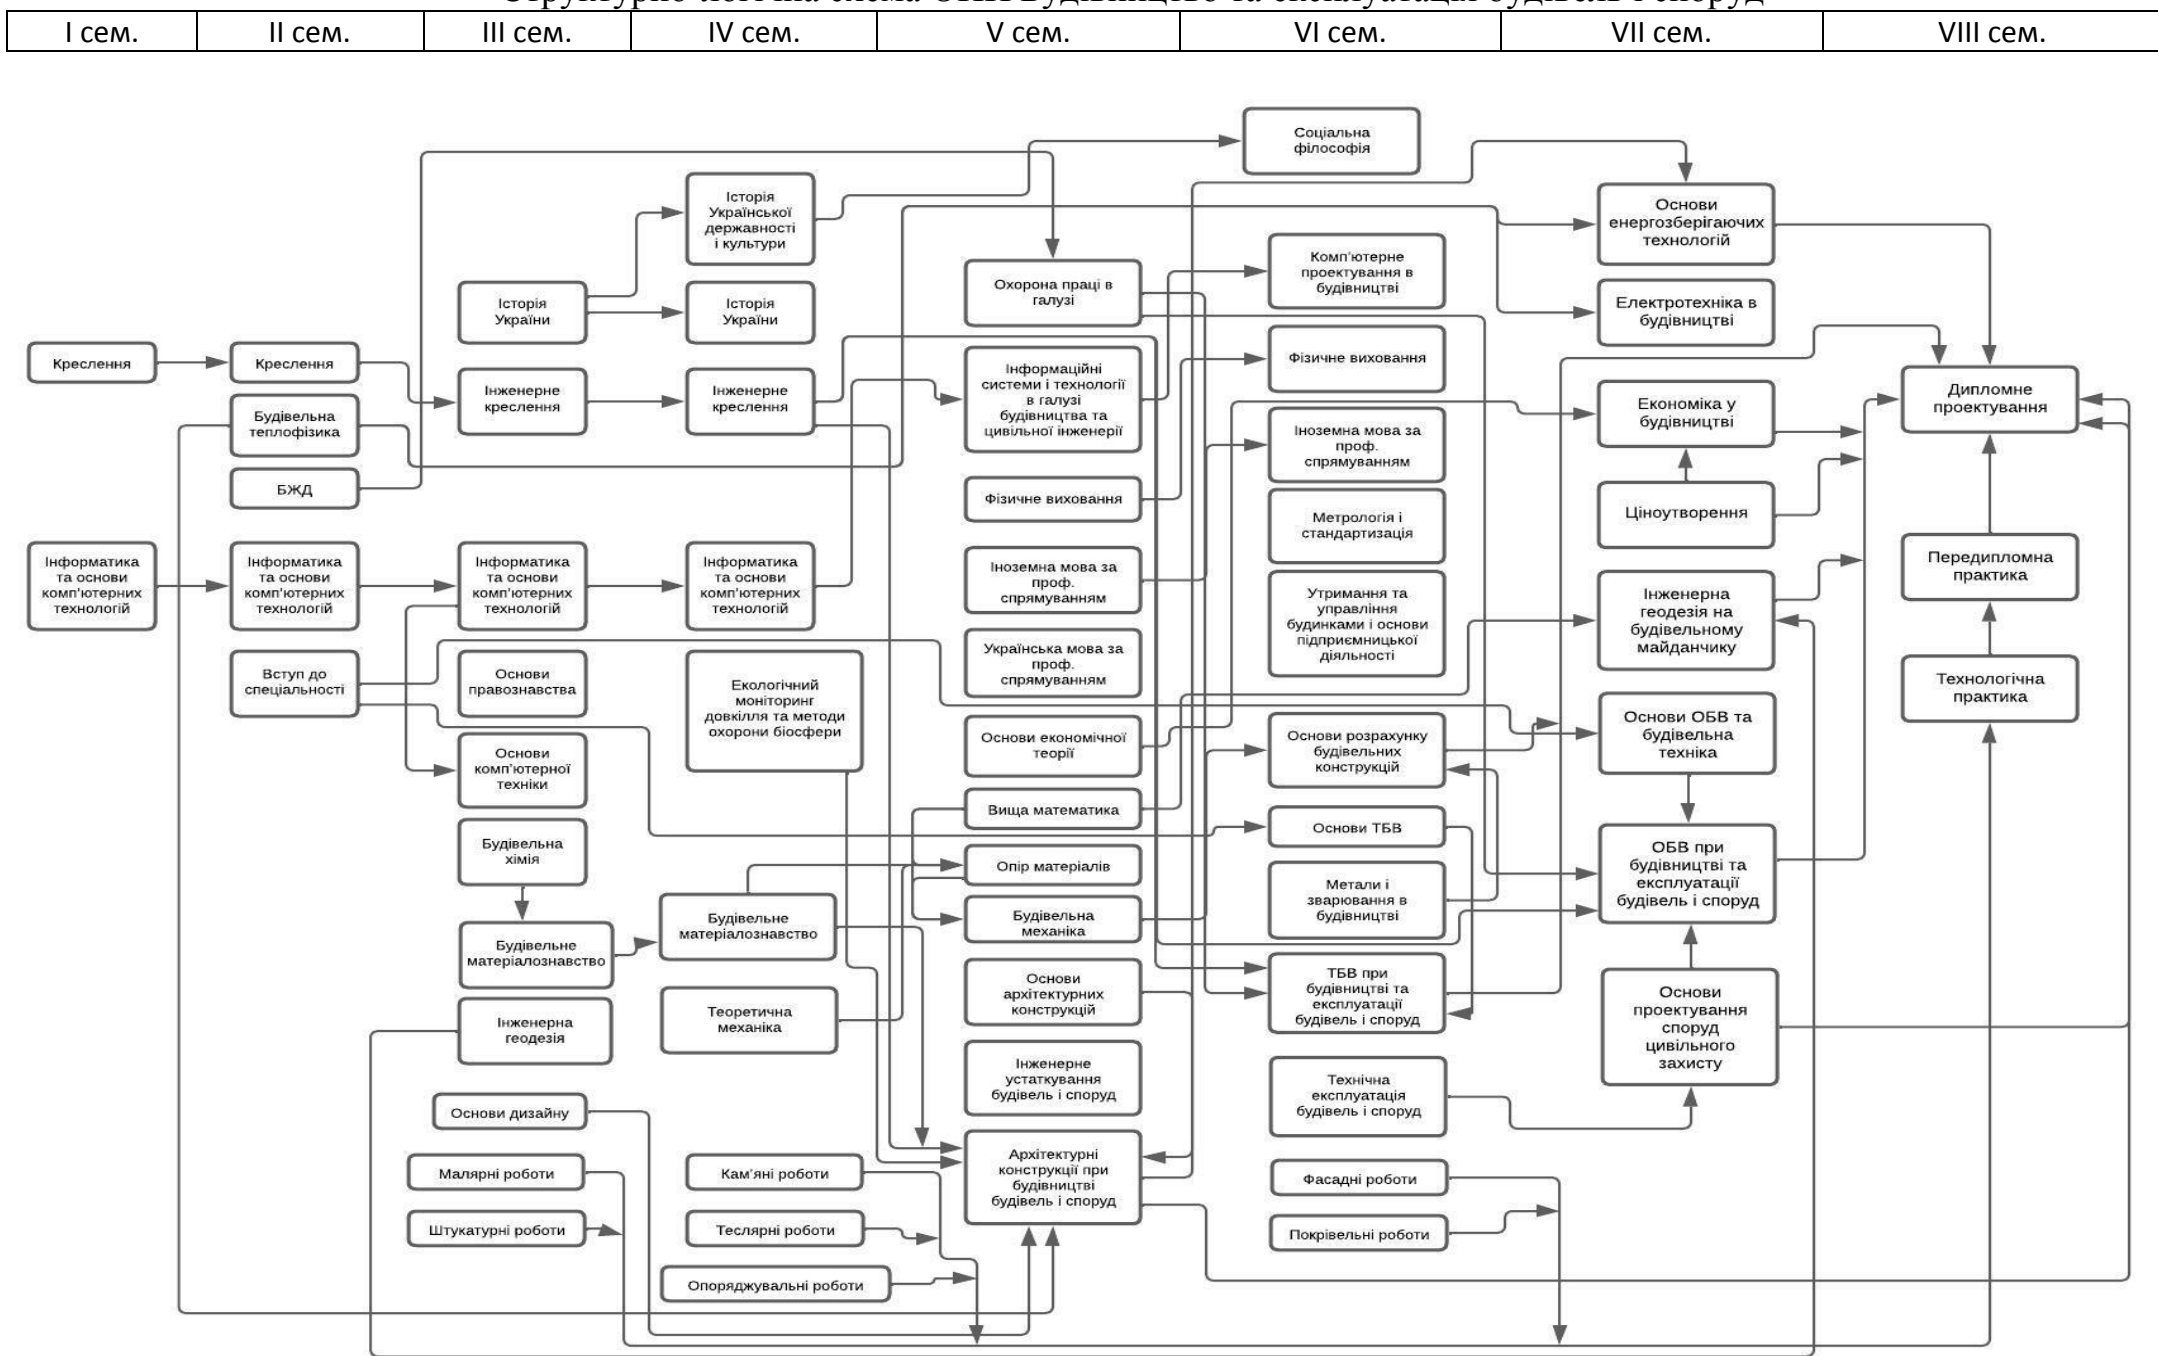 Структурно-логічна схема ОПП Будівництво та експлуатація будівель і споруд
І сем.
ІІ сем.
ІІІ сем.
IV сем.
V сем.
VI сем.
VII сем.
VIII сем.
Креслення
Інформатика
та основи
комп'ютерних
технологій
Креслення
Будівельна
теплофізика
БЖД
Інформатика
та основи
комп'ютерних
технологій
Вступ до
спеціальності
Історія
України
Інженерне
креслення
Інформатика
та основи
комп'ютерних
технологій
Основи
правознавства
Основи
комп'ютерної
техніки
Будівельна
хімія
Будівельне
матеріалознавство
Інженерна
геодезія
Основи дизайну
Малярні роботи
Штукатурні роботи
Історія
Української
державності
і культури
Історія
України
Інженерне
креслення
Інформатика
та основи
комп'ютерних
технологій
Екологічний
моніторинг
довкілля та методи
охорони біосфери
Будівельне
матеріалознавство
Теоретична
механіка
Кам'яні роботи
Теслярні роботи
Опоряджувальні роботи
Охорона праці в
галузі
Інформаційні
системи і технології
в галузі
будівництва та
цивільної інженерії
Фізичне виховання
Іноземна мова за
проф.
спрямуванням
Українська мова за
проф.
спрямуванням
Основи економічної
теорії
Вища математика
Опір матеріалів
Будівельна
механіка
Основи
архітектурних
конструкцій
Інженерне
устаткування
будівель і споруд
Архітектурні
конструкції при
будівництві
будівель і споруд
Соціальна
філософія
Комп'ютерне
проектування в
будівництві
Фізичне виховання
Іноземна мова за
проф.
спрямуванням
Метрологія і
стандартизація
Утримання та
управління
будинками і основи
підприємницької
діяльності
Основи розрахунку
будівельних
конструкцій
Основи ТБВ
Метали і
зварювання в
будівництві
ТБВ при
будівництві та
експлуатації
будівель і споруд
Технічна
експлуатація
будівель і споруд
Фасадні роботи
Покрівельні роботи
Основи
енергозберігаючих
технологій
Електротехніка в
будівництві
Економіка у
будівництві
Ціноутворення
Інженерна
геодезія на
будівельному
майданчику
Основи ОБВ та
будівельна
техніка
ОБВ при
будівництві та
експлуатації
будівель і споруд
Основи
проектування
споруд
цивільного
захисту
Дипломне
проектування
Передипломна
практика
Технологічна
практика